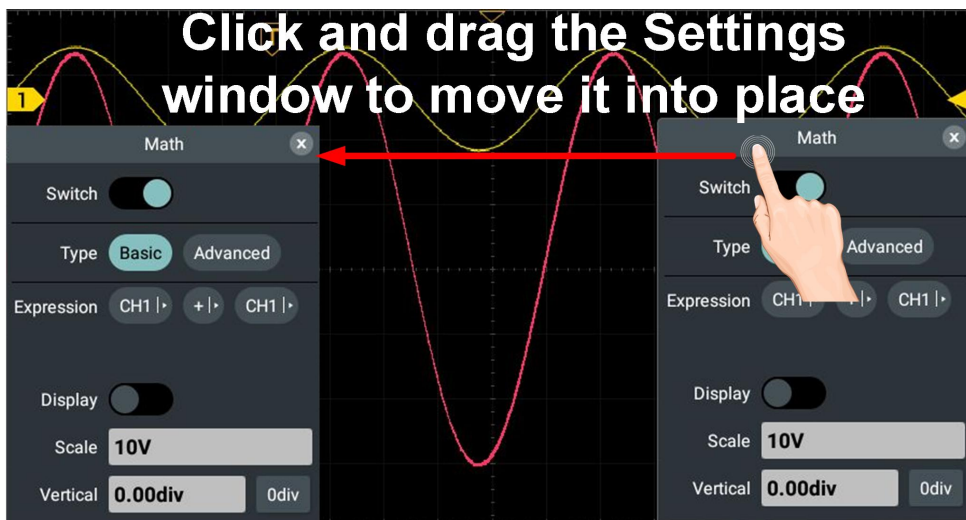 Click and drag the Settings
window to move it into place
T
1
Math x
Switch
Type Basic Advanced
Expression CH1 + CH1
Display
Scale 10V
Vertical 0.00div 0div
Math x
Switch
Type Advanced
Expression CH1 CH1
Display
Scale 10V
Vertical 0.00div 0div